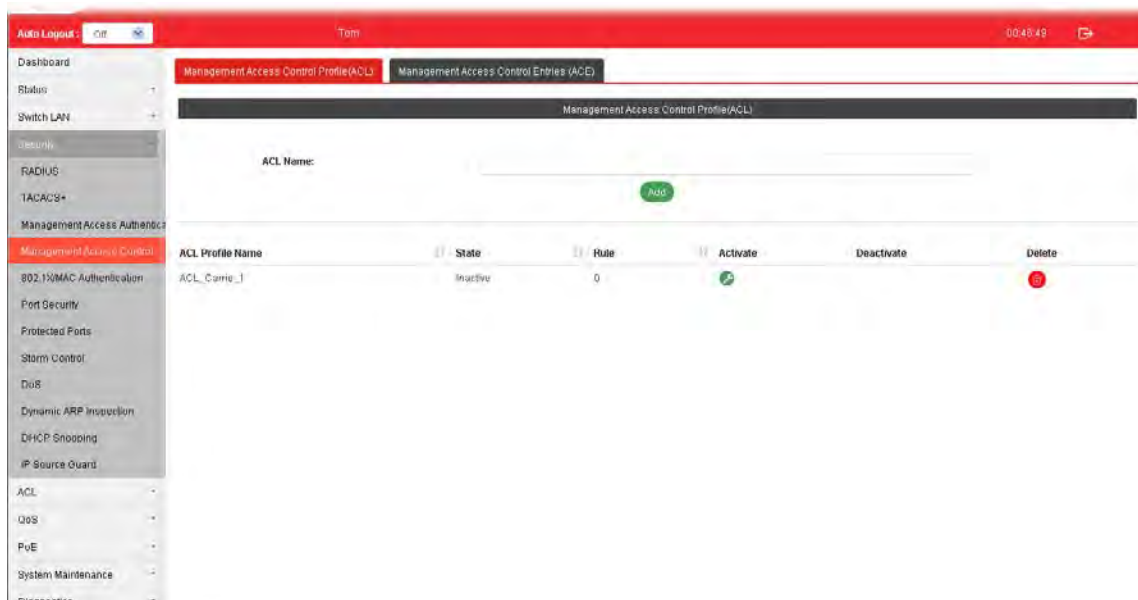 Auto Logout : Off Tom 00:48:49
Dashboard
Status
Switch LAN
Security
RADIUS
TACACS+
Management Access Authentica
Management Access Control
802.1X/MAC Authentication
Port Security
Protected Ports
Storm Control
DoS
Dynamic ARP Inspection
DHCP Snooping
IP Source Guard
ACL
QoS
PoE
System Maintenance
Diagnostics
Management Access Control Profile(ACL) Management Access Control Entries (ACE)
Management Access Control Profile(ACL)
ACL Name:
Add
ACL Profile Name State Rule Activate Deactivate Delete
ACL_Carrie_1 Inactive 0